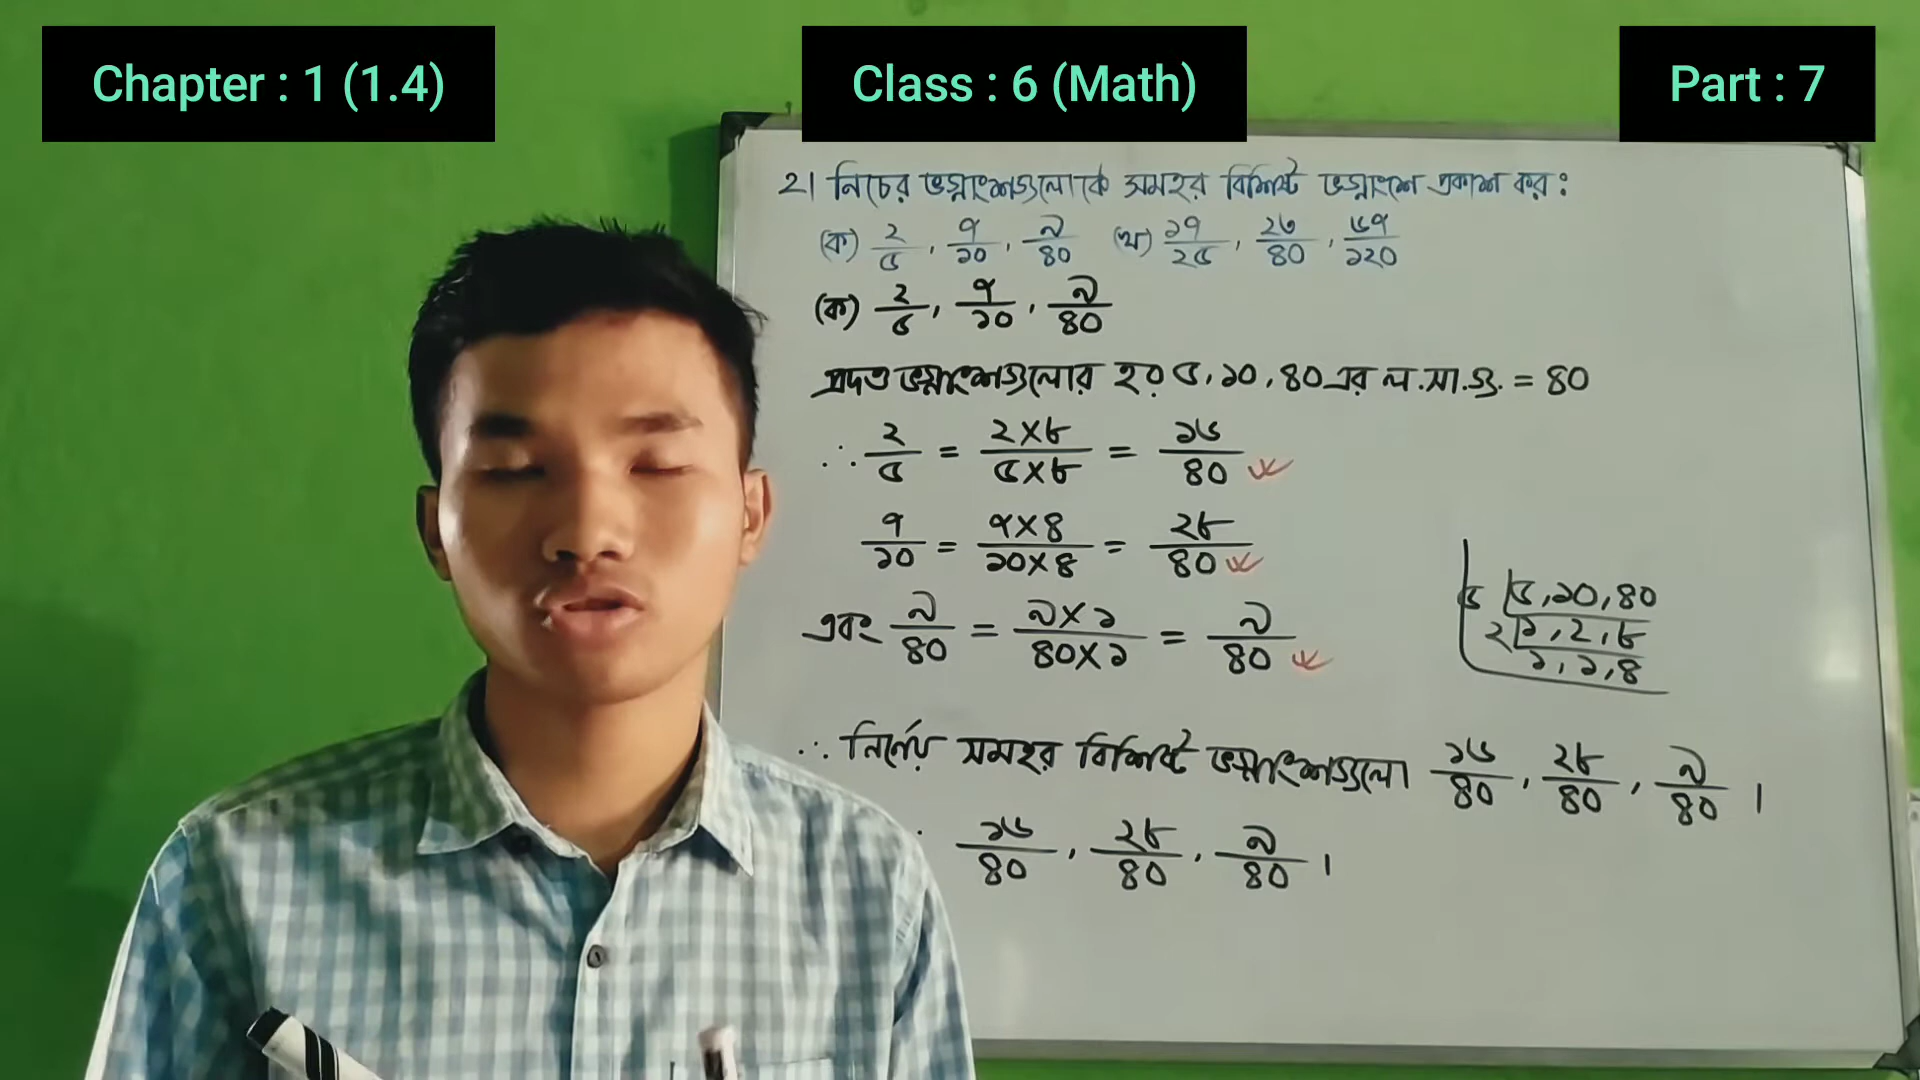 Chapter : 1 (1.4)
Class : 6 (Math)
Part : 7
২। নিচের ভগ্নাংশগুলোকে সমহর বিশিষ্ট ভগ্নাংশে প্রকাশ কর :
(ক) ২/৫ , ৭/১০ , ৯/৪০ (খ) ১৭/২৫ , ২৩/৪০ , ৬৭/১২০
(ক) ২/৫ , ৭/১০ , ৯/৪০
প্রদত্ত ভগ্নাংশগুলোর হর ৫, ১০, ৪০ এর ল.সা.গু. = ৪০
∴ ২/৫ = ২×৮/৫×৮ = ১৬/৪০
৭/১০ = ৭×৪/১০×৪ = ২৮/৪০
এবং ৯/৪০ = ৯×১/৪০×১ = ৯/৪০
৫ | ৫, ১০, ৪০
২ | ১, ২, ৮
১, ১, ৪
∴ নির্ণেয় সমহর বিশিষ্ট ভগ্নাংশগুলো ১৬/৪০ , ২৮/৪০ , ৯/৪০ ।
১৬/৪০ , ২৮/৪০ , ৯/৪০ ।